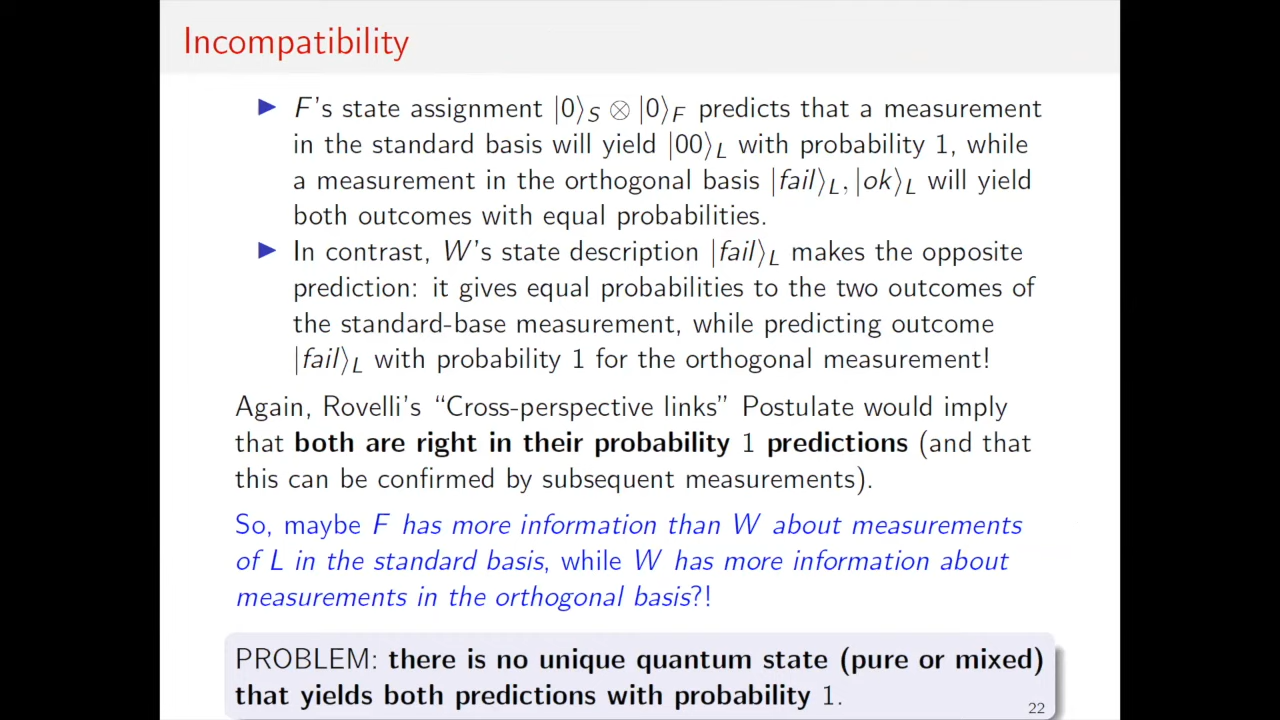 Incompatibility
▶ F's state assignment |0⟩_S ⊗ |0⟩_F predicts that a measurement
in the standard basis will yield |00⟩_L with probability 1, while
a measurement in the orthogonal basis |fail⟩_L, |ok⟩_L will yield
both outcomes with equal probabilities.
▶ In contrast, W's state description |fail⟩_L makes the opposite
prediction: it gives equal probabilities to the two outcomes of
the standard-base measurement, while predicting outcome
|fail⟩_L with probability 1 for the orthogonal measurement!
Again, Rovelli's “Cross-perspective links” Postulate would imply
that both are right in their probability 1 predictions (and that
this can be confirmed by subsequent measurements).
So, maybe F has more information than W about measurements
of L in the standard basis, while W has more information about
measurements in the orthogonal basis?!
PROBLEM: there is no unique quantum state (pure or mixed)
that yields both predictions with probability 1.
22